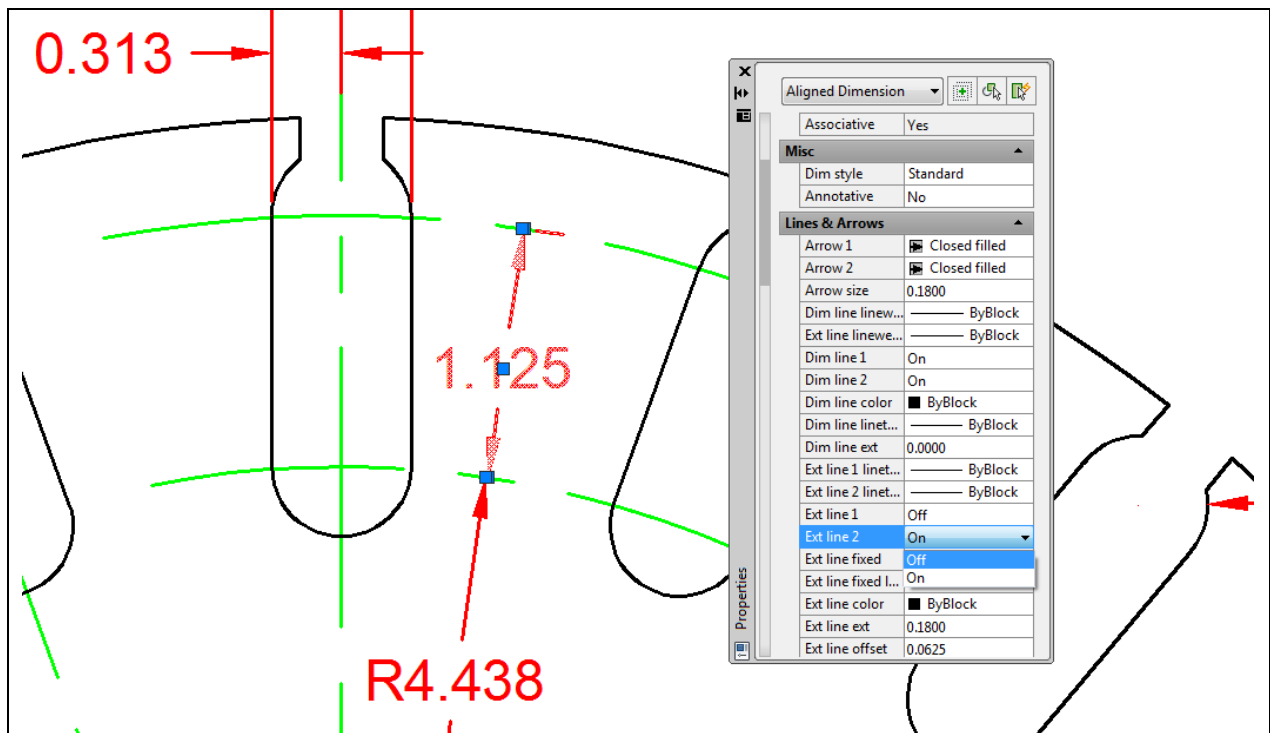 0.313
1.125
R4.438
Aligned Dimension
Associative Yes
Misc
Dim style Standard
Annotative No
Lines & Arrows
Arrow 1 Closed filled
Arrow 2 Closed filled
Arrow size 0.1800
Dim line linew... ByBlock
Ext line linewe... ByBlock
Dim line 1 On
Dim line 2 On
Dim line color ByBlock
Dim line linet... ByBlock
Dim line ext 0.0000
Ext line 1 linet... ByBlock
Ext line 2 linet... ByBlock
Ext line 1 Off
Ext line 2 On
Ext line fixed Off
Ext line fixed l... On
Ext line color ByBlock
Ext line ext 0.1800
Ext line offset 0.0625
Properties